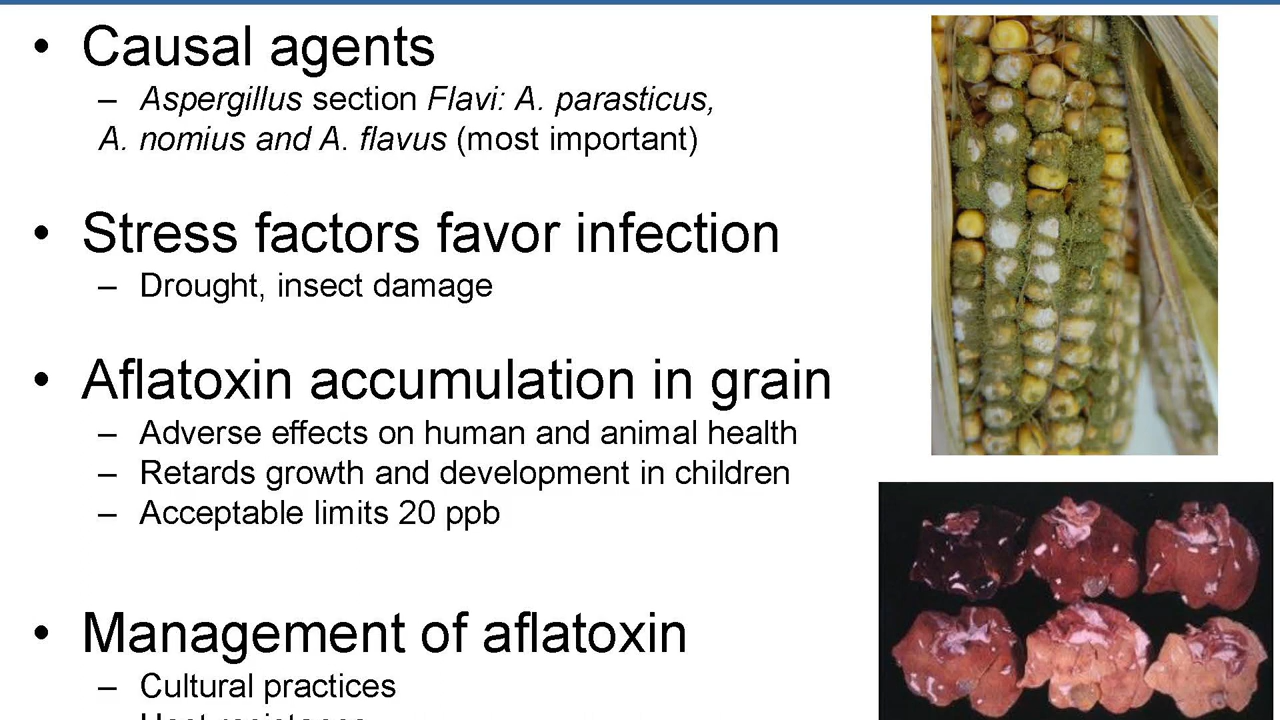 • Causal agents
– Aspergillus section Flavi: A. parasticus,
A. nomius and A. flavus (most important)
• Stress factors favor infection
– Drought, insect damage
• Aflatoxin accumulation in grain
– Adverse effects on human and animal health
– Retards growth and development in children
– Acceptable limits 20 ppb
• Management of aflatoxin
– Cultural practices